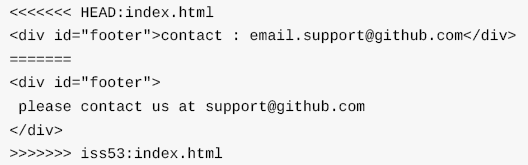 <<<<<<< HEAD:index.html
<div id="footer">contact : email.support@github.com</div>
=======
<div id="footer">
 please contact us at support@github.com
</div>
>>>>>>> iss53:index.html